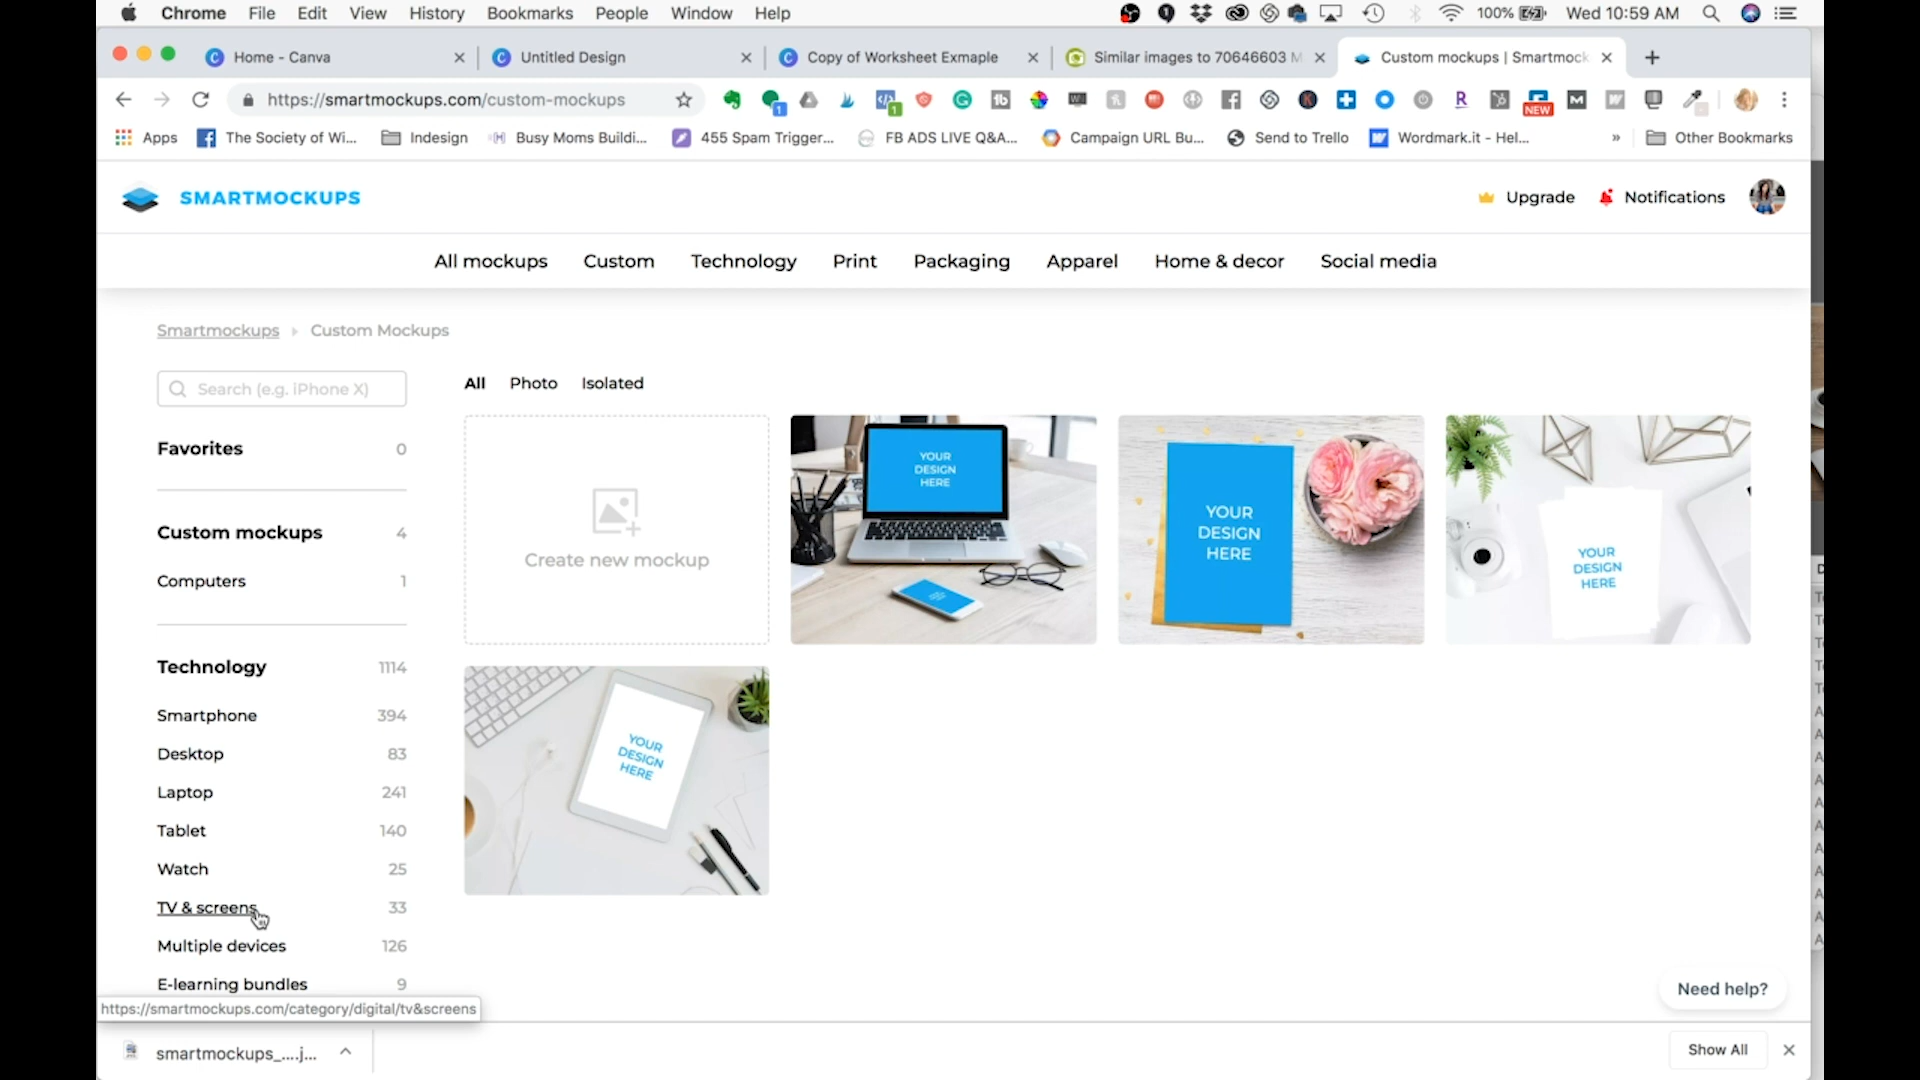 Chrome File Edit View History Bookmarks People Window Help 100% Wed 10:59 AM
Home - Canva Untitled Design Copy of Worksheet Exmaple Similar images to 70646603 M Custom mockups | Smartmock
https://smartmockups.com/custom-mockups
Apps The Society of Wi... Indesign Busy Moms Buildi... 455 Spam Trigger... FB ADS LIVE Q&A... Campaign URL Bu... Send to Trello Wordmark.it - Hel... » Other Bookmarks
NEW
SMARTMOCKUPS Upgrade Notifications
All mockups Custom Technology Print Packaging Apparel Home & decor Social media
Smartmockups Custom Mockups
Search (e.g. iPhone X)
All Photo Isolated
Favorites 0
Custom mockups 4
Computers 1
Technology 1114
Smartphone 394
Desktop 83
Laptop 241
Tablet 140
Watch 25
TV & screens 33
Multiple devices 126
E-learning bundles 9
Create new mockup
YOUR
DESIGN
HERE
YOUR
DESIGN
HERE
YOUR
DESIGN
HERE
YOUR
DESIGN
HERE
Need help?
https://smartmockups.com/category/digital/tv&screens
smartmockups_....j... Show All